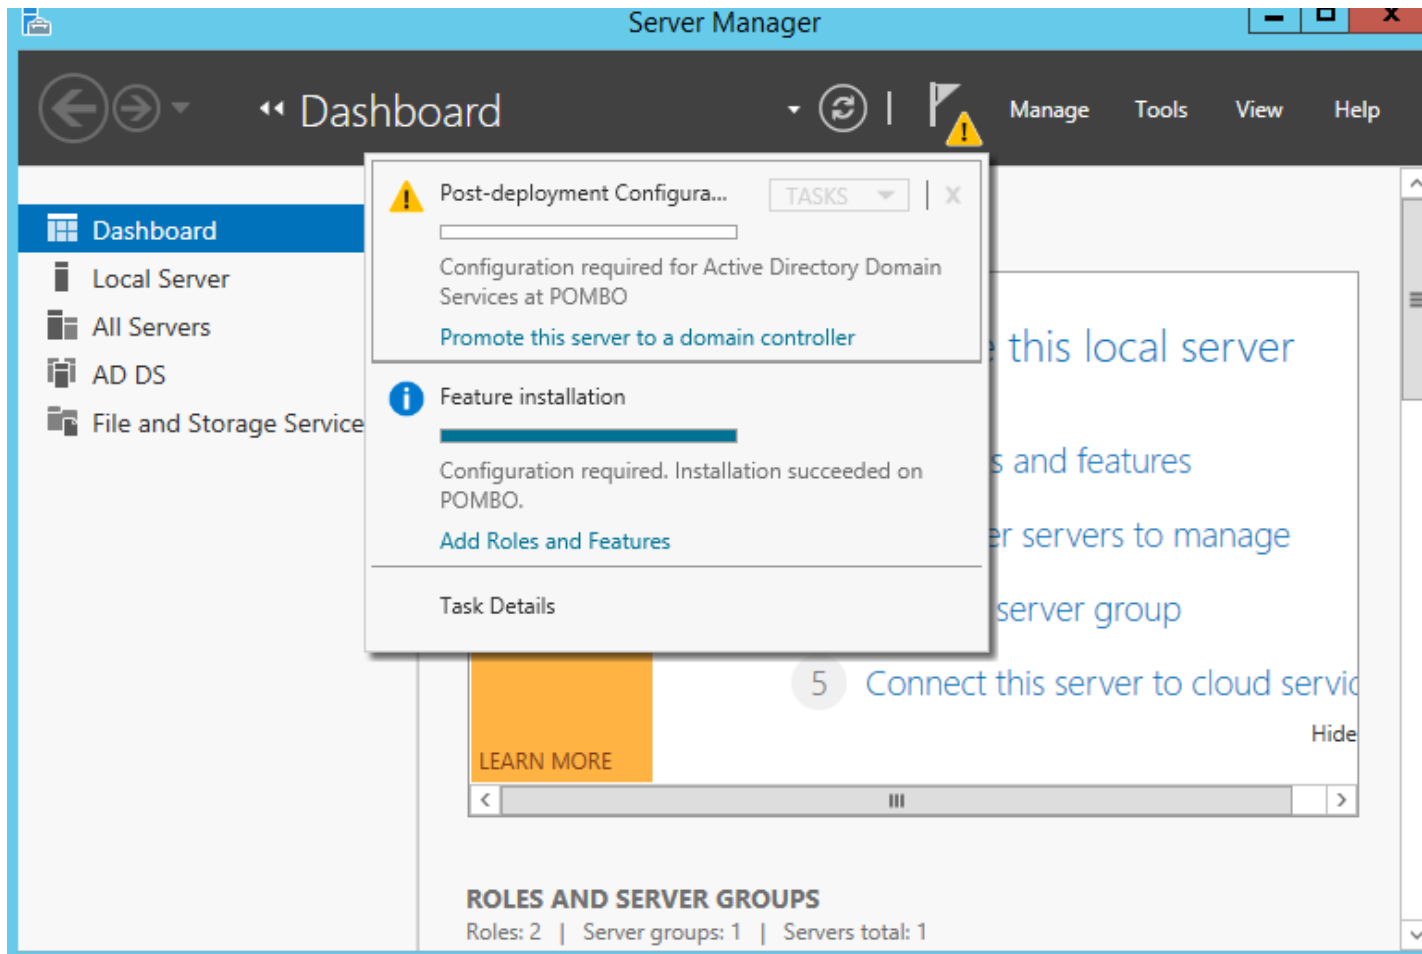 Server Manager
Dashboard
Manage Tools View Help
Dashboard
Local Server
All Servers
AD DS
File and Storage Service
Post-deployment Configura...
TASKS
Configuration required for Active Directory Domain
Services at POMBO
Promote this server to a domain controller
Feature installation
Configuration required. Installation succeeded on
POMBO.
Add Roles and Features
Task Details
this local server
and features
servers to manage
server group
5 Connect this server to cloud servic
Hide
LEARN MORE
ROLES AND SERVER GROUPS
Roles: 2 | Server groups: 1 | Servers total: 1